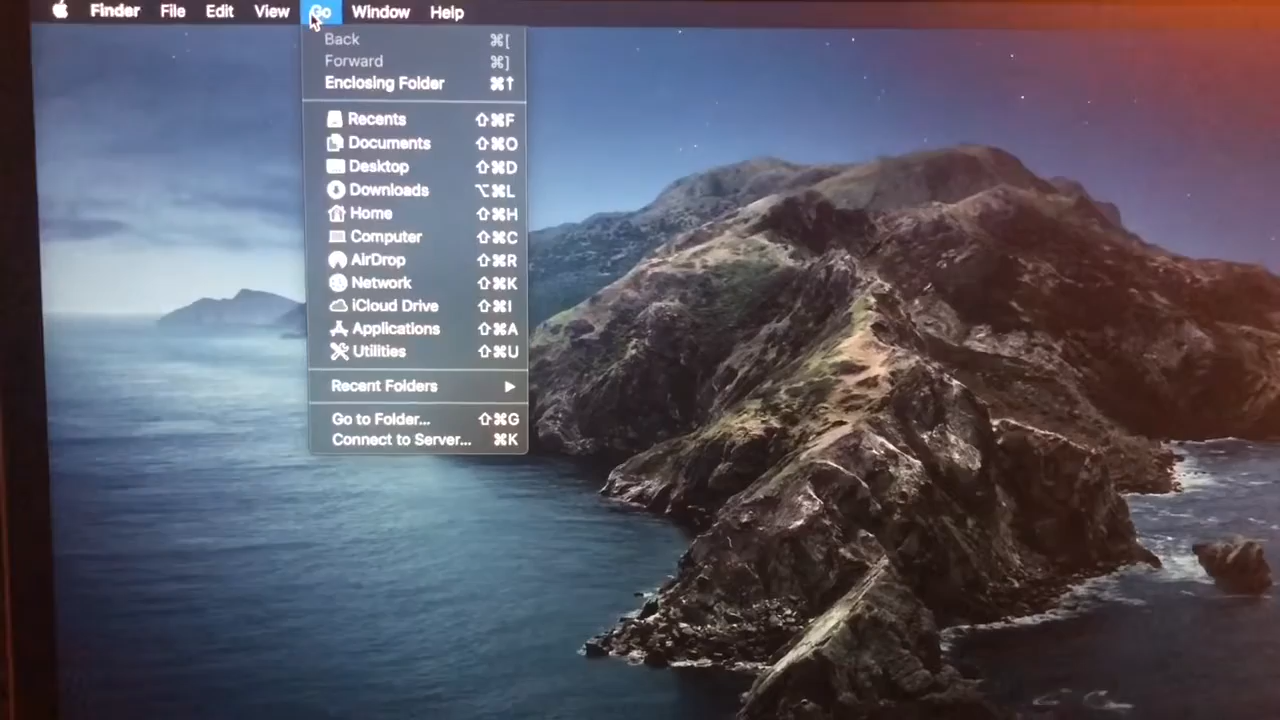 Finder File Edit View Go Window Help
Back ⌘[
Forward ⌘]
Enclosing Folder ⌘↑
Recents ⇧⌘F
Documents ⇧⌘O
Desktop ⇧⌘D
Downloads ⌥⌘L
Home ⇧⌘H
Computer ⇧⌘C
AirDrop ⇧⌘R
Network ⇧⌘K
iCloud Drive ⇧⌘I
Applications ⇧⌘A
Utilities ⇧⌘U
Recent Folders ▶
Go to Folder... ⇧⌘G
Connect to Server... ⌘K